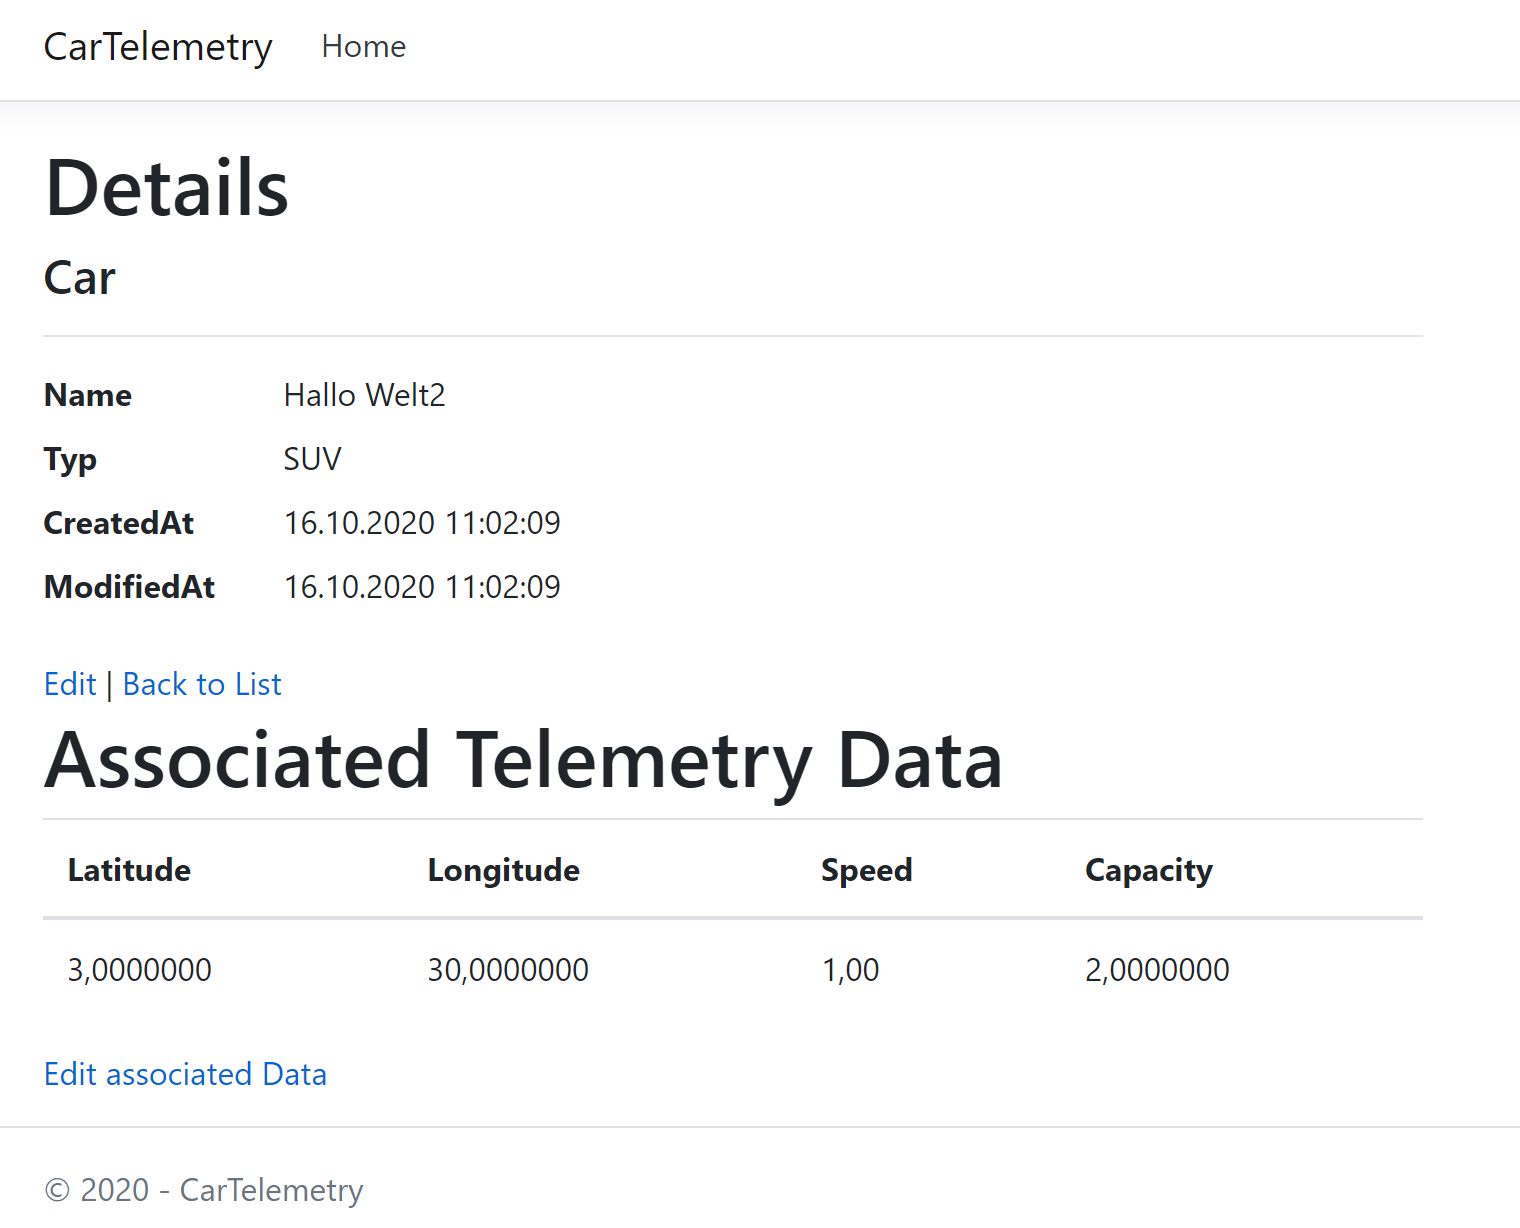 CarTelemetry Home
Details
Car
Name Hallo Welt2
Typ SUV
CreatedAt 16.10.2020 11:02:09
ModifiedAt 16.10.2020 11:02:09
Edit | Back to List
Associated Telemetry Data
Latitude Longitude Speed Capacity
3,0000000 30,0000000 1,00 2,0000000
Edit associated Data
© 2020 - CarTelemetry